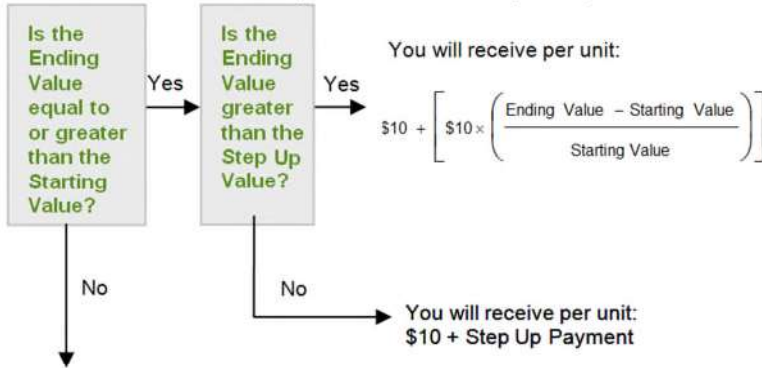 Is the
Ending
Value
equal to
or greater
than the
Starting
Value?
Yes
Is the
Ending
Value
greater
than the
Step Up
Value?
Yes
You will receive per unit:
$10 + [ $10 × ( Ending Value – Starting Value
Starting Value ) ]
No
No
You will receive per unit:
$10 + Step Up Payment